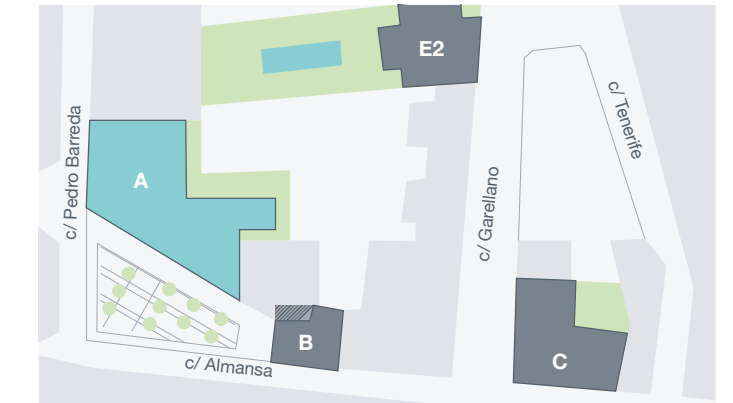 E2
c/ Tenerife
c/ Pedro Barreda
A
c/ Garellano
B
C
c/ Almansa